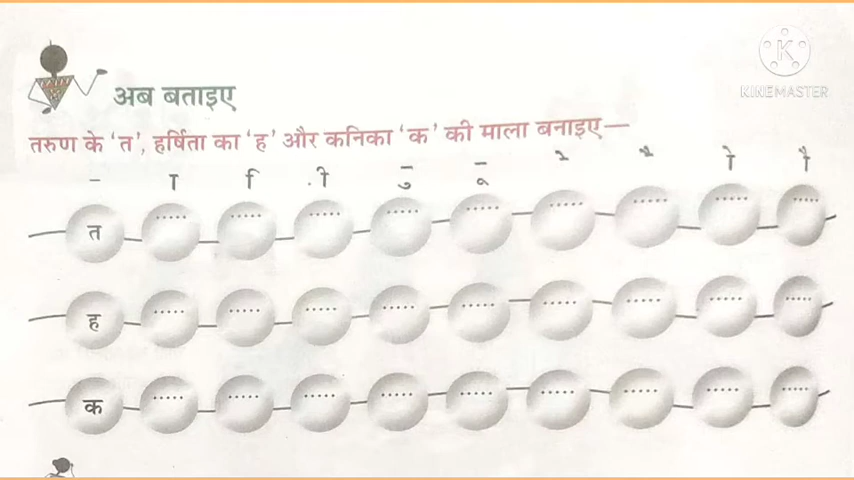 KINEMASTER
अब बताइए
तरुण के ‘त’, हर्षिता का ‘ह’ और कनिका ‘क’ की माला बनाइए—
– ा ि ी ु ू े ै ो ौ
त ..... ..... ..... ..... ..... ..... ..... ..... .....
ह ..... ..... ..... ..... ..... ..... ..... ..... .....
क ..... ..... ..... ..... ..... ..... ..... ..... .....